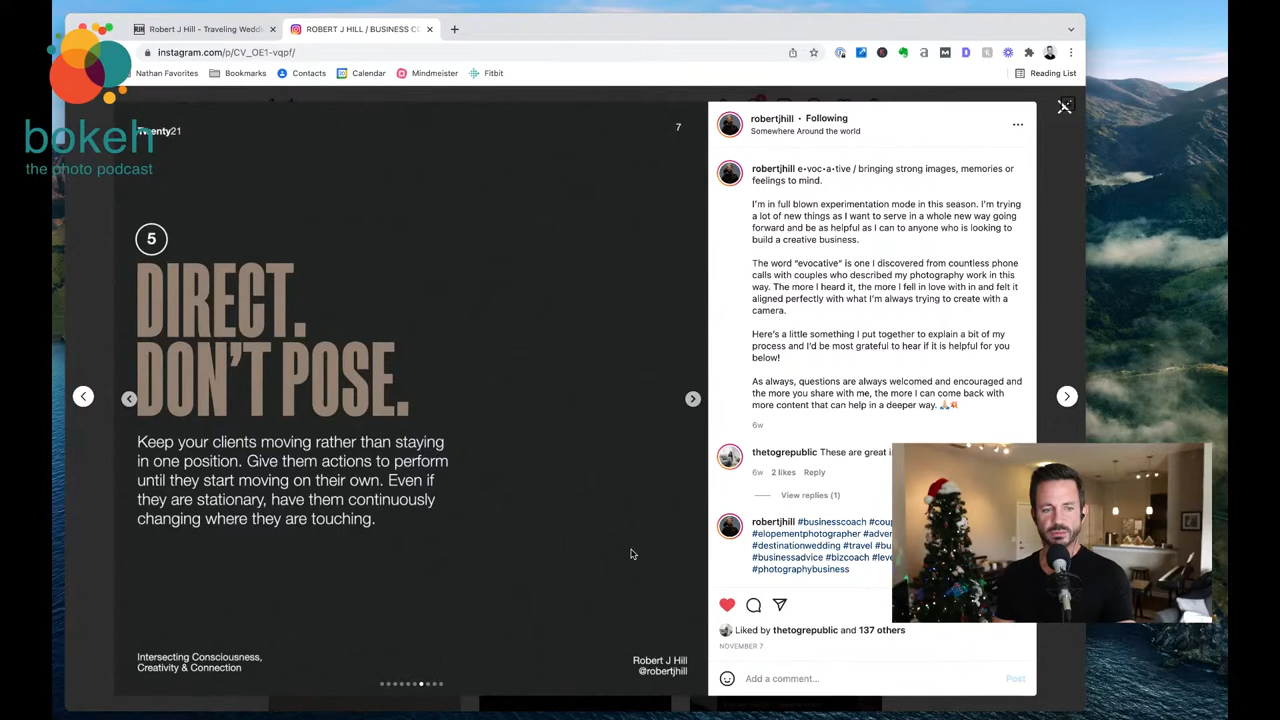 Robert J Hill - Traveling Wedd
ROBERT J HILL / BUSINESS CO
instagram.com/p/CV_OE1-vqpf/
Nathan Favorites
Bookmarks
Contacts
Calendar
Mindmeister
Fitbit
Reading List
bokeh
the photo podcast
Twenty21
7
5
DIRECT.
DON'T POSE.
Keep your clients moving rather than staying
in one position. Give them actions to perform
until they start moving on their own. Even if
they are stationary, have them continuously
changing where they are touching.
Intersecting Consciousness,
Creativity & Connection
Robert J Hill
@robertjhill
robertjhill • Following
Somewhere Around the world
robertjhill e•voc•a•tive / bringing strong images, memories or
feelings to mind.
I'm in full blown experimentation mode in this season. I'm trying
a lot of new things as I want to serve in a whole new way going
forward and be as helpful as I can to anyone who is looking to
build a creative business.
The word "evocative" is one I discovered from countless phone
calls with couples who described my photography work in this
way. The more I heard it, the more I fell in love with in and felt it
aligned perfectly with what I'm always trying to create with a
camera.
Here's a little something I put together to explain a bit of my
process and I'd be most grateful to hear if it is helpful for you
below!
As always, questions are always welcomed and encouraged and
the more you share with me, the more I can come back with
more content that can help in a deeper way. 🙏🏼💥
6w
thetogrepublic These are great i
6w 2 likes Reply
View replies (1)
robertjhill #businesscoach #coup
#elopementphotographer #adver
#destinationwedding #travel #bu
#businessadvice #bizcoach #leve
#photographybusiness
Liked by thetogrepublic and 137 others
NOVEMBER 7
Add a comment...
Post